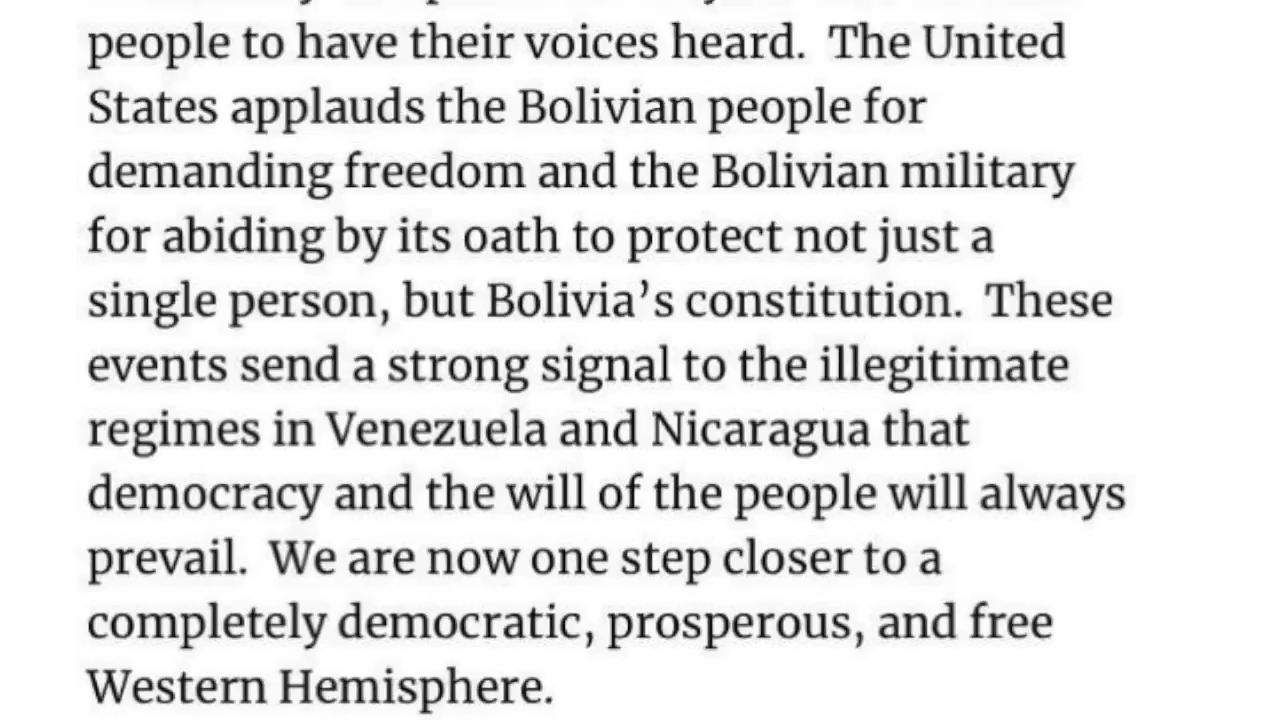 people to have their voices heard.  The United
States applauds the Bolivian people for
demanding freedom and the Bolivian military
for abiding by its oath to protect not just a
single person, but Bolivia’s constitution.  These
events send a strong signal to the illegitimate
regimes in Venezuela and Nicaragua that
democracy and the will of the people will always
prevail.  We are now one step closer to a
completely democratic, prosperous, and free
Western Hemisphere.